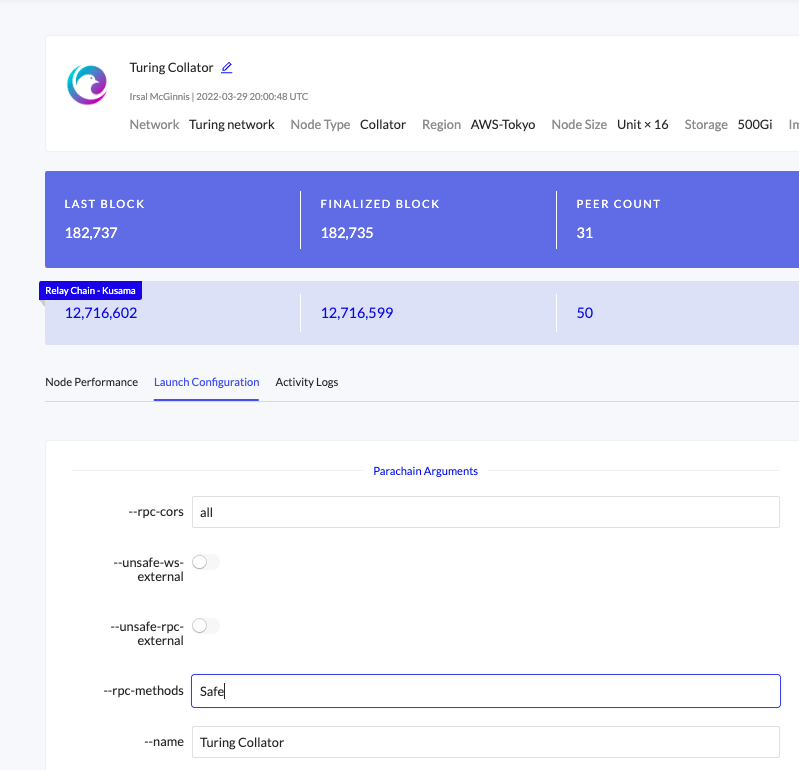 Turing Collator
Irsal McGinnis | 2022-03-29 20:00:48 UTC
Network Turing network Node Type Collator Region AWS-Tokyo Node Size Unit × 16 Storage 500Gi
LAST BLOCK FINALIZED BLOCK PEER COUNT
182,737 182,735 31
Relay Chain - Kusama
12,716,602 12,716,599 50
Node Performance Launch Configuration Activity Logs
Parachain Arguments
--rpc-cors all
--unsafe-ws-
external
--unsafe-rpc-
external
--rpc-methods Safe
--name Turing Collator